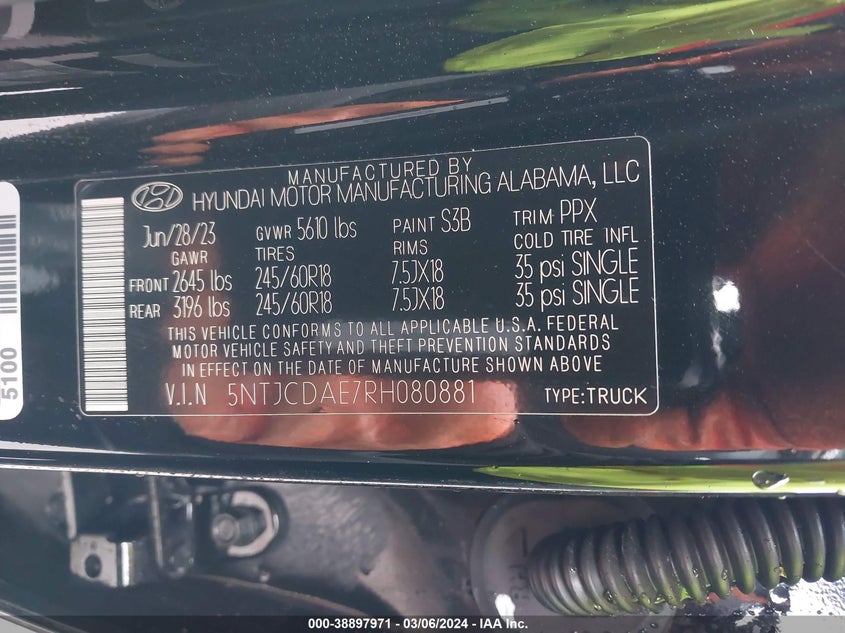 MANUFACTURED BY
HYUNDAI MOTOR MANUFACTURING ALABAMA, LLC
Jun/28/23 GVWR 5610 lbs PAINT S3B TRIM PPX
GAWR TIRES RIMS COLD TIRE INFL
FRONT 2645 lbs 245/60R18 7.5JX18 35 psi SINGLE
REAR 3196 lbs 245/60R18 7.5JX18 35 psi SINGLE
THIS VEHICLE CONFORMS TO ALL APPLICABLE U.S.A. FEDERAL
MOTOR VEHICLE SAFETY AND THEFT PREVENTION STANDARDS
IN EFFECT ON THE DATE OF MANUFACTURE SHOWN ABOVE
V.I.N 5NTJCDAE7RH080881 TYPE:TRUCK
5100
000-38897971 - 03/06/2024 - IAA Inc.